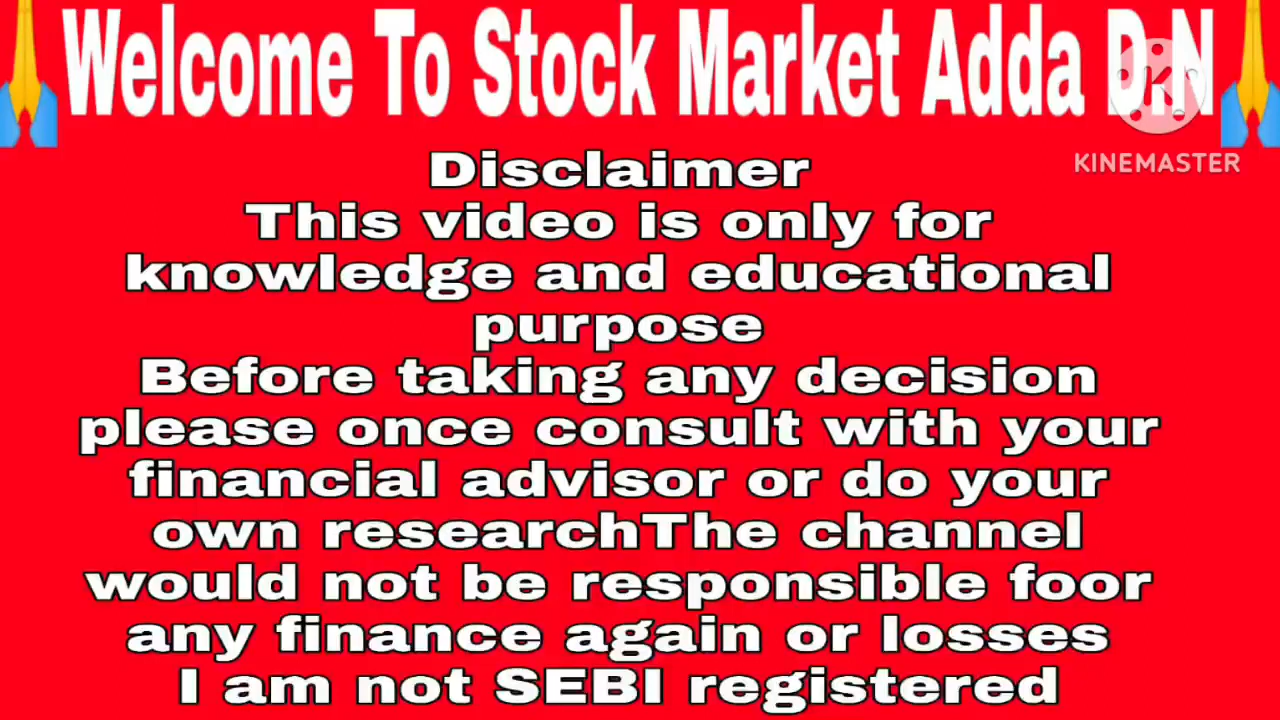 Welcome To Stock Market Adda D.N
KINEMASTER
Disclaimer
This video is only for
knowledge and educational
purpose
Before taking any decision
please once consult with your
financial advisor or do your
own researchThe channel
would not be responsible foor
any finance again or losses
I am not SEBI registered